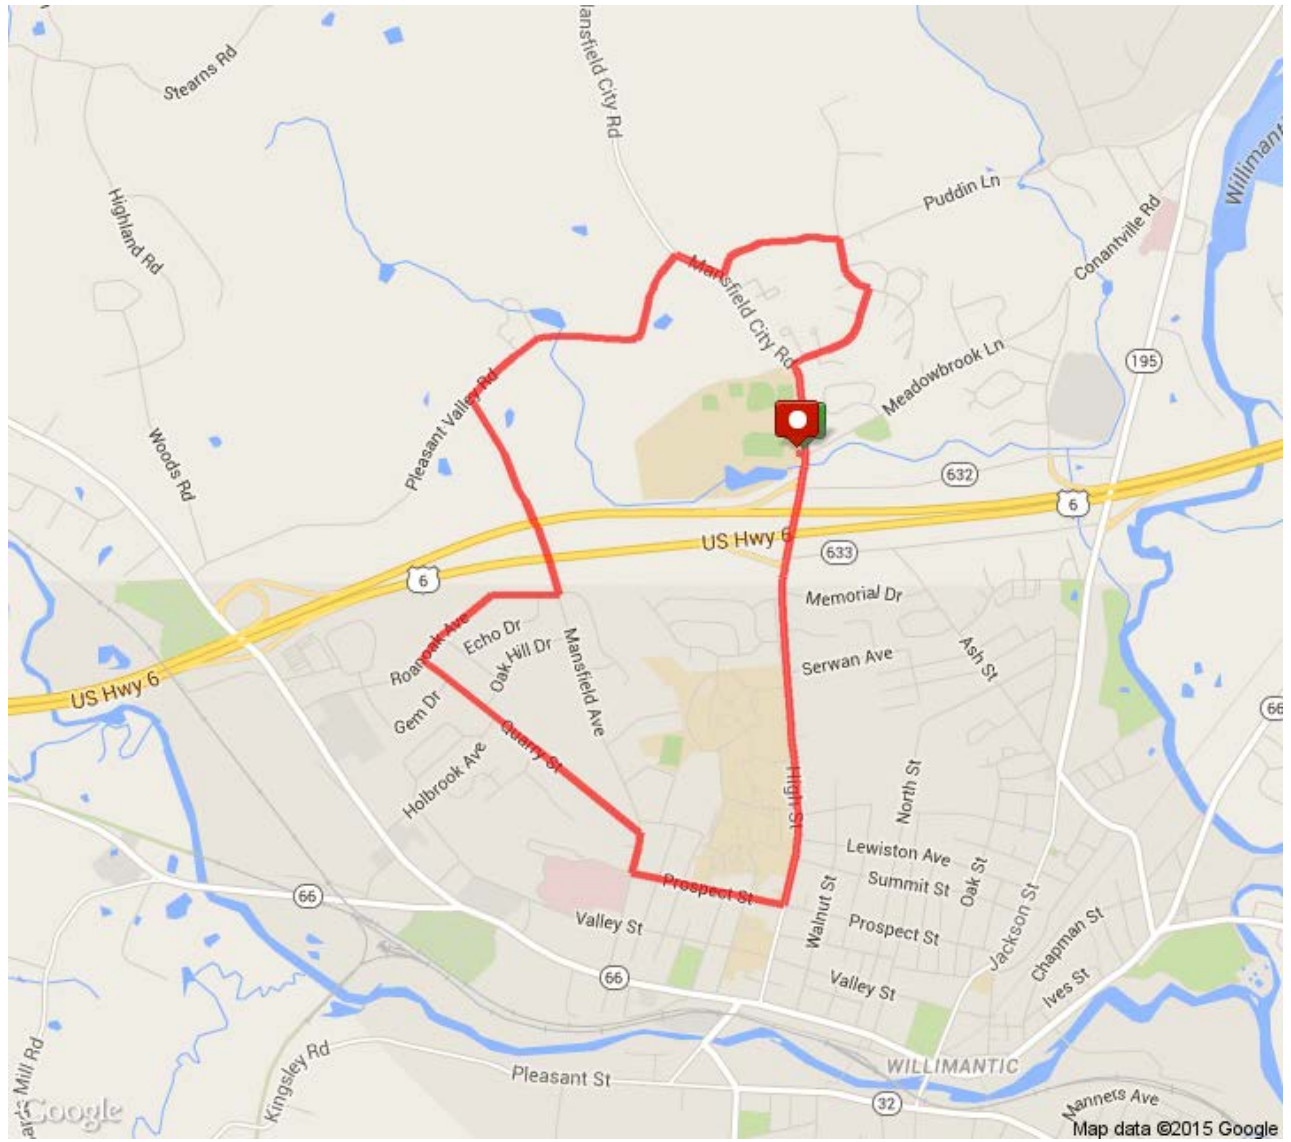 Mansfield City Rd
Stearns Rd
Willimanti
Puddin Ln
Highland Rd
Conantville Rd
Mansfield City Rd
195
Meadowbrook Ln
Pleasant Valley Rd
Woods Rd
632
6
US Hwy 6
633
6
Memorial Dr
Roanoak Ave
Echo Dr
Oak Hill Dr
Mansfield Ave
Serwan Ave
Ash St
US Hwy 6
Gem Dr
66
Quarry St
Holbrook Ave
High St
North St
Lewiston Ave
Summit St
Oak St
Prospect St
66
Walnut St
Valley St
Prospect St
Jackson St
Chapman St
66
Valley St
Ives St
WILLIMANTIC
Kingsley Rd
Pleasant St
Mill Rd
32
Manners Ave
Google
Map data ©2015 Google